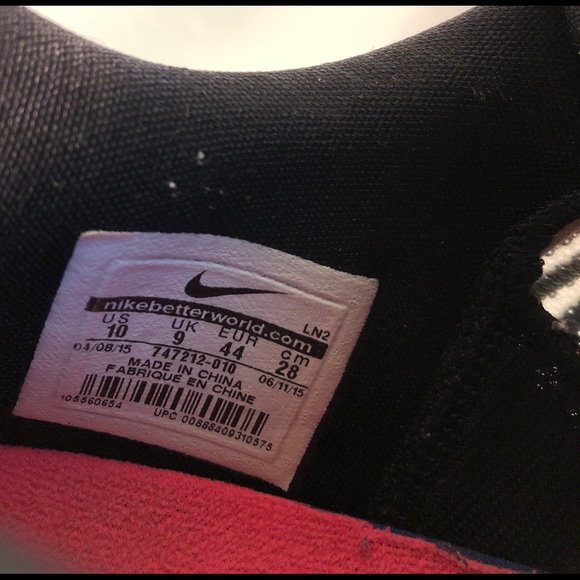 nikebetterworld.com
LN2
US UK EUR cm
10 9 44 28
04/08/15 747212-010 06/11/15
MADE IN CHINA
FABRIQUE EN CHINE
105560654
UPC 00888409310575